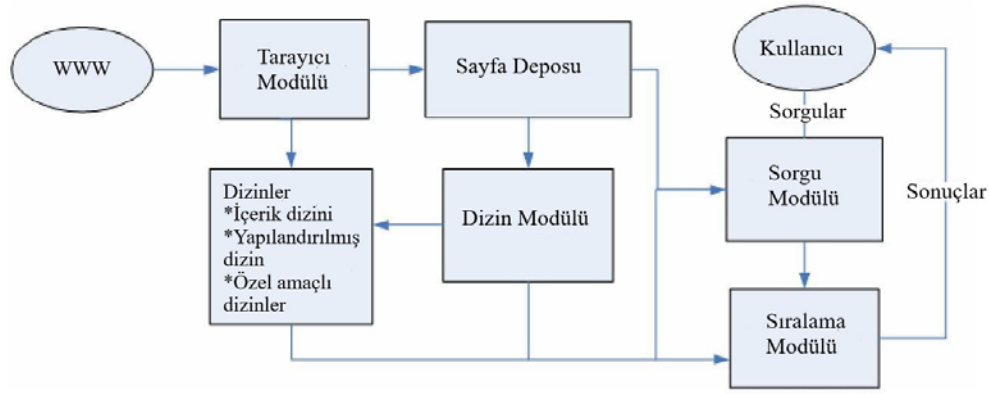 WWW
Tarayıcı
Modülü
Sayfa Deposu
Kullanıcı
Sorgular
Dizinler
*İçerik dizini
*Yapılandırılmış
dizin
*Özel amaçlı
dizinler
Dizin Modülü
Sorgu
Modülü
Sonuçlar
Sıralama
Modülü